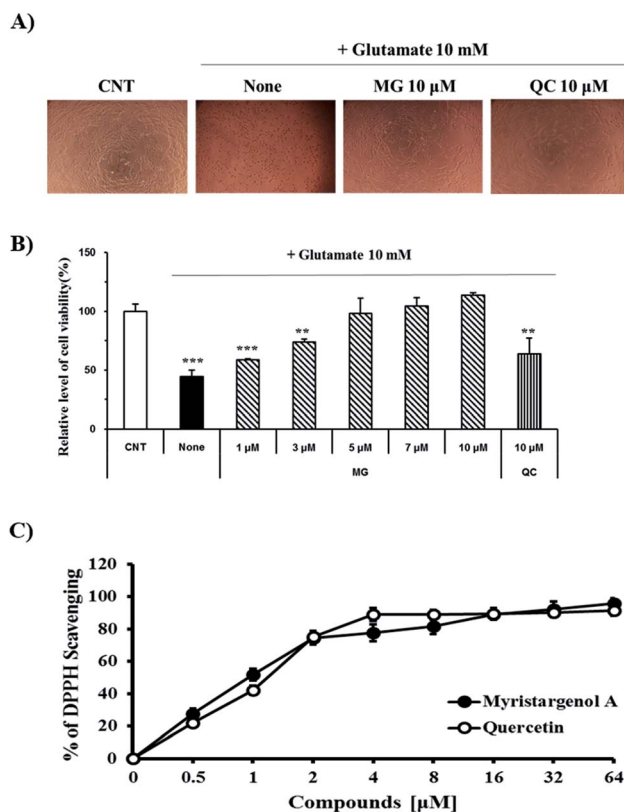 A)
+ Glutamate 10 mM
CNT None MG 10 µM QC 10 µM
B)
+ Glutamate 10 mM
Relative level of cell viability(%)
150
100
50
0
*** *** ** **
CNT None 1 µM 3 µM 5 µM 7 µM 10 µM 10 µM
MG QC
C)
% of DPPH Scavenging
120
100
80
60
40
20
0
Myristargenol A
Quercetin
0 0.5 1 2 4 8 16 32 64
Compounds [µM]